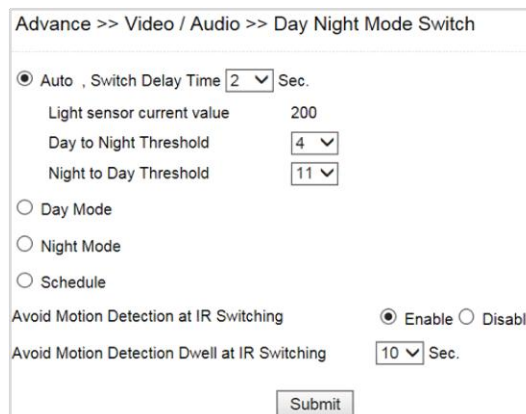 Advance >> Video / Audio >> Day Night Mode Switch
Auto , Switch Delay Time 2 Sec.
Light sensor current value 200
Day to Night Threshold 4
Night to Day Threshold 11
Day Mode
Night Mode
Schedule
Avoid Motion Detection at IR Switching Enable Disabl
Avoid Motion Detection Dwell at IR Switching 10 Sec.
Submit